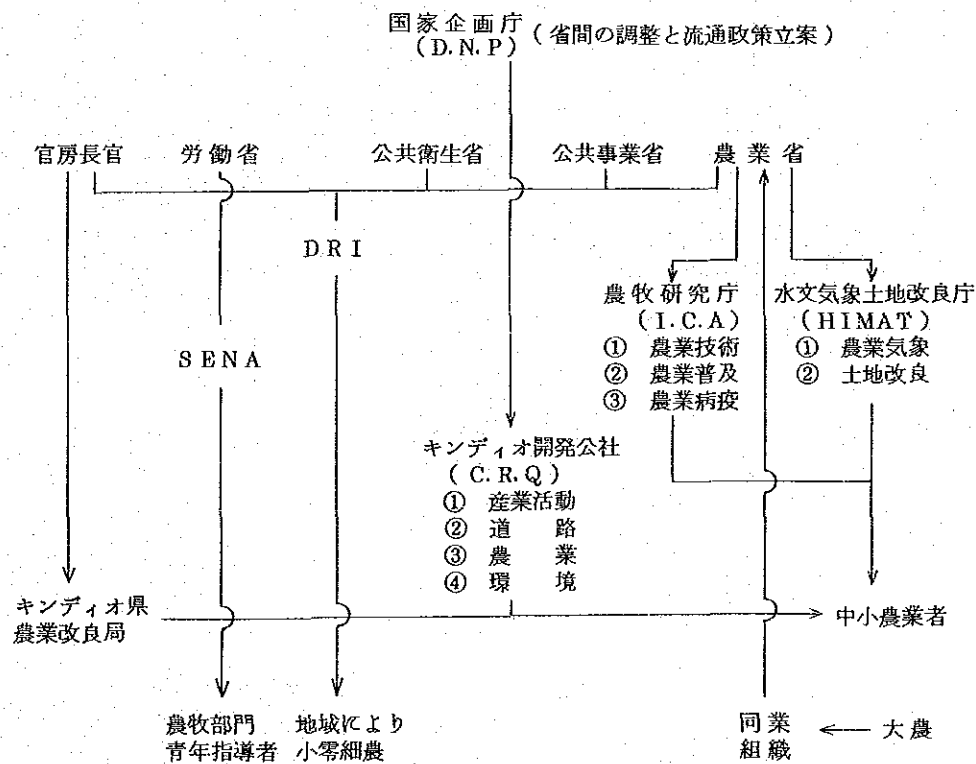 国家企画庁
(D.N.P)
(省間の調整と流通政策立案)
官房長官 労働省 公共衛生省 公共事業省 農業省
DRI
SENA
農牧研究庁
(I.C.A)
① 農業技術
② 農業普及
③ 農業病疫
水文気象土地改良庁
(HIMAT)
① 農業気象
② 土地改良
キンディオ開発公社
(C.R.Q)
① 産業活動
② 道路
③ 農業
④ 環境
キンディオ県
農業改良局
中小農業者
農牧部門
青年指導者
地域により
小零細農
同業
組織
大農